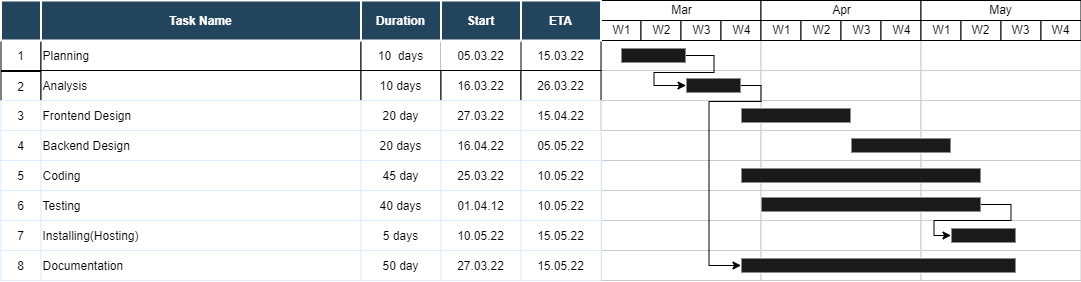 Task Name Duration Start ETA Mar Apr May
W1 W2 W3 W4 W1 W2 W3 W4 W1 W2 W3 W4
1 Planning 10 days 05.03.22 15.03.22
2 Analysis 10 days 16.03.22 26.03.22
3 Frontend Design 20 day 27.03.22 15.04.22
4 Backend Design 20 days 16.04.22 05.05.22
5 Coding 45 day 25.03.22 10.05.22
6 Testing 40 days 01.04.12 10.05.22
7 Installing(Hosting) 5 days 10.05.22 15.05.22
8 Documentation 50 day 27.03.22 15.05.22